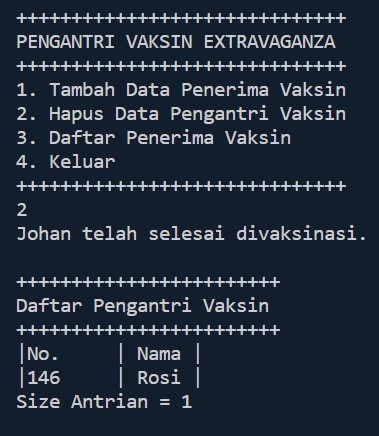 ++++++++++++++++++++++++++++++
PENGANTRI VAKSIN EXTRAVAGANZA
++++++++++++++++++++++++++++++
1. Tambah Data Penerima Vaksin
2. Hapus Data Pengantri Vaksin
3. Daftar Penerima Vaksin
4. Keluar
++++++++++++++++++++++++++++++
2
Johan telah selesai divaksinasi.

++++++++++++++++++++++++
Daftar Pengantri Vaksin
++++++++++++++++++++++++
|No.     | Nama |
|146     | Rosi |
Size Antrian = 1